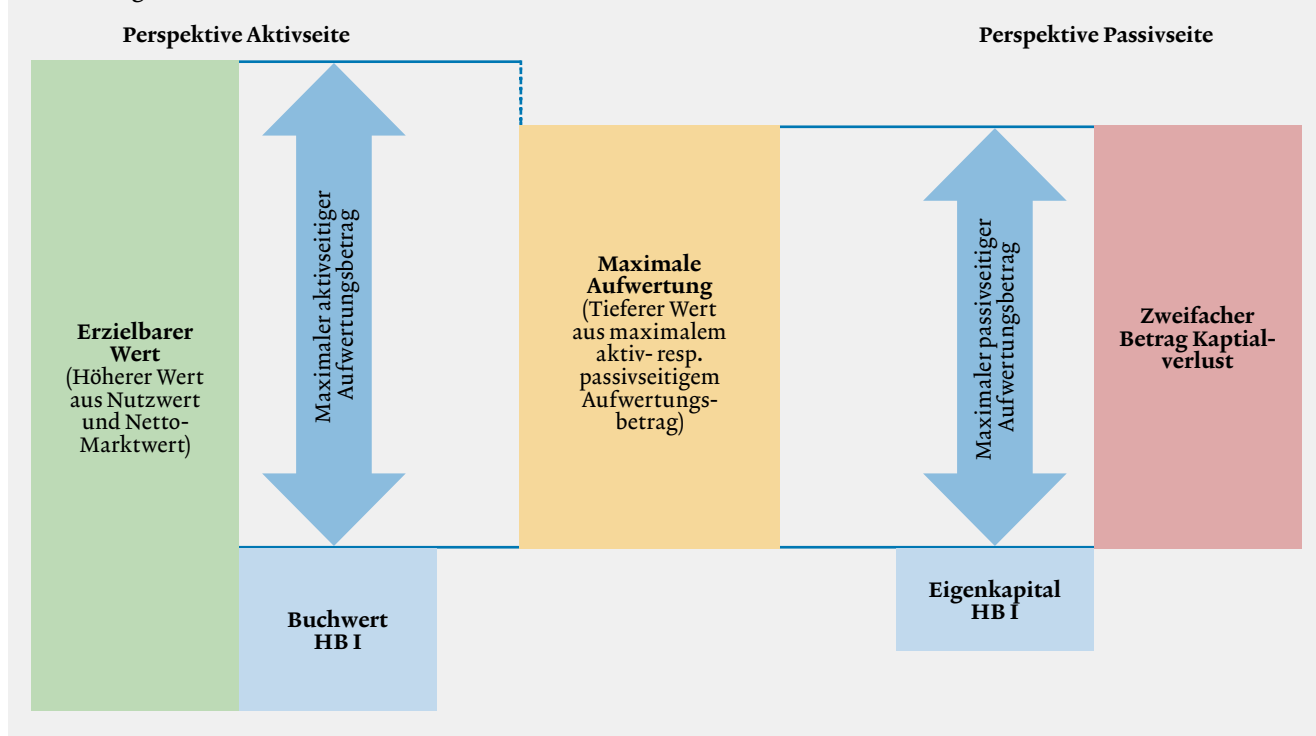 Perspektive Aktivseite
Perspektive Passivseite
Erzielbarer
Wert
(Höherer Wert
aus Nutzwert
und Netto-
Marktwert)
Maximaler aktivseitiger
Aufwertungsbetrag
Buchwert
HB I
Maximale
Aufwertung
(Tieferer Wert
aus maximalem
aktiv- resp.
passivseitigem
Aufwertungs-
betrag)
Maximaler passivseitiger
Aufwertungsbetrag
Eigenkapital
HB I
Zweifacher
Betrag Kaptial-
verlust